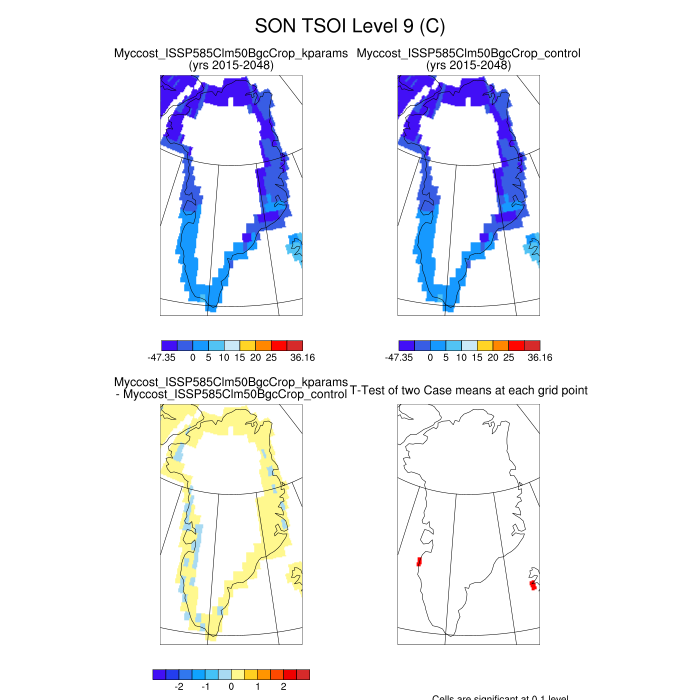 SON TSOI Level 9 (C)
Myccost_ISSP585Clm50BgcCrop_kparams
(yrs 2015-2048)
Myccost_ISSP585Clm50BgcCrop_control
(yrs 2015-2048)
-47.35 0 5 10 15 20 25 36.16
-47.35 0 5 10 15 20 25 36.16
Myccost_ISSP585Clm50BgcCrop_kparams
- Myccost_ISSP585Clm50BgcCrop_control
T-Test of two Case means at each grid point
-2 -1 0 1 2
Cells are significant at 0.1 level